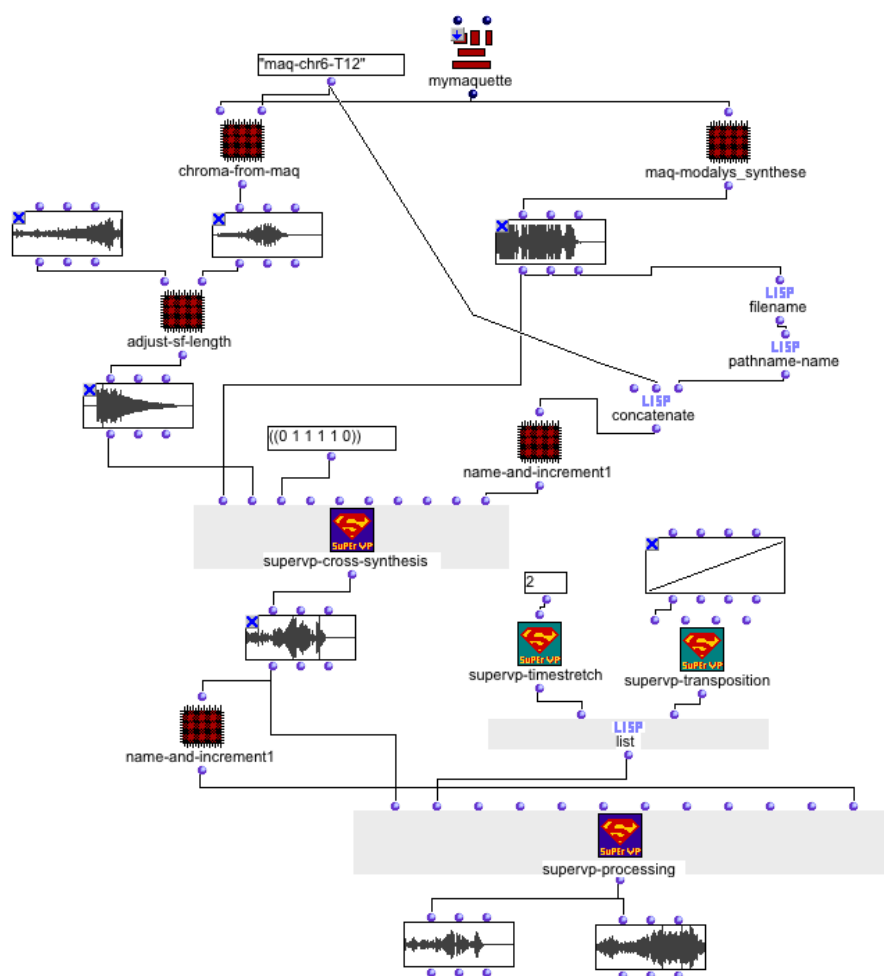 "maq-chr6-T12"
mymaquette
chroma-from-maq
maq-modalys_synthese
LISP
filename
adjust-sf-length
LISP
pathname-name
LISP
concatenate
((0 1 1 1 1 0))
name-and-increment1
SuPEr VP
supervp-cross-synthesis
2
SuPEr VP
supervp-timestretch
SuPEr VP
supervp-transposition
name-and-increment1
LISP
list
SuPEr VP
supervp-processing